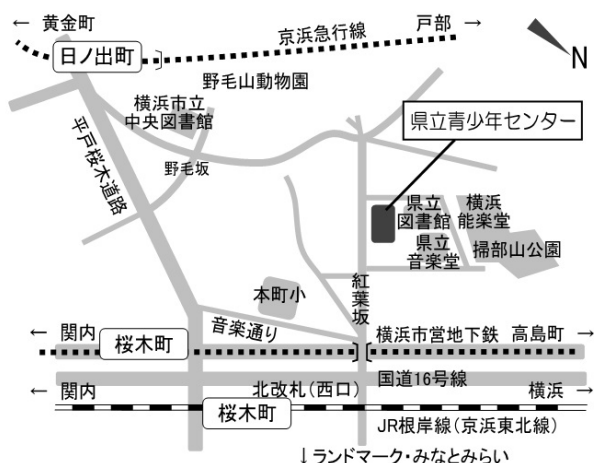 ← 黄金町
戸部 →
京浜急行線
日ノ出町
N
野毛山動物園
横浜市立
中央図書館
県立青少年センター
平戸桜木道路
野毛坂
県立
図書館
横浜
能楽堂
県立
音楽堂
掃部山公園
紅葉坂
本町小
音楽通り
← 関内
桜木町
横浜市営地下鉄 高島町 →
国道16号線
← 関内
北改札(西口)
横浜 →
桜木町
JR根岸線(京浜東北線)
↓ランドマーク・みなとみらい